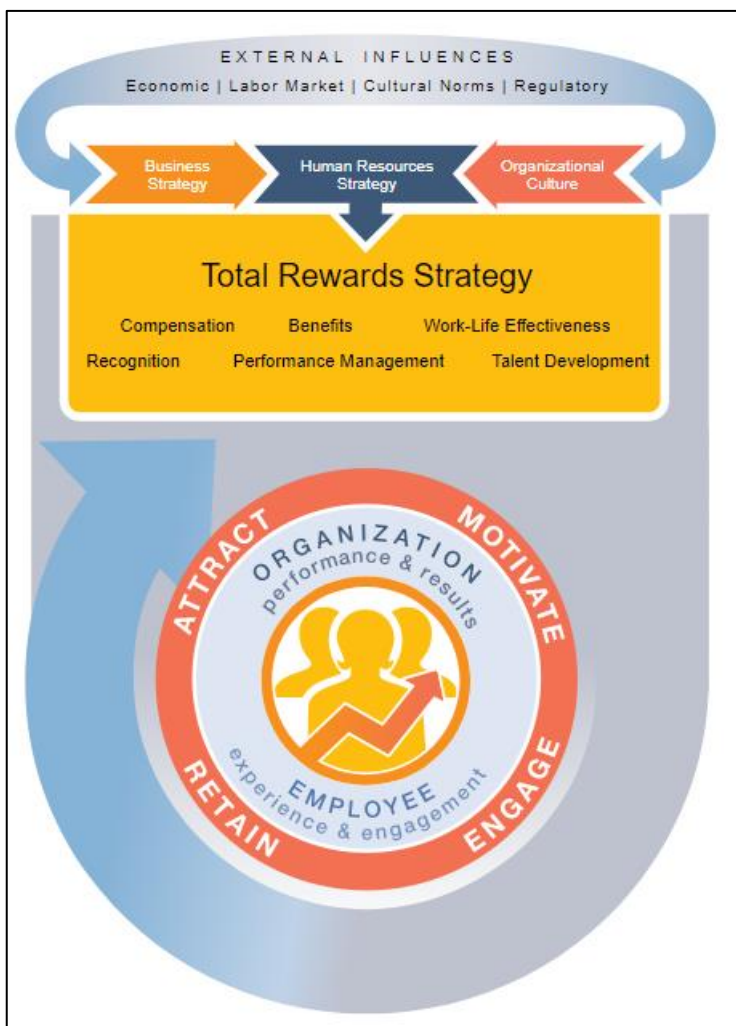 EXTERNAL INFLUENCES
Economic | Labor Market | Cultural Norms | Regulatory
Business
Strategy
Human Resources
Strategy
Organizational
Culture
Total Rewards Strategy
Compensation Benefits Work-Life Effectiveness
Recognition Performance Management Talent Development
ATTRACT
MOTIVATE
ENGAGE
RETAIN
ORGANIZATION
performance & results
EMPLOYEE
experience & engagement